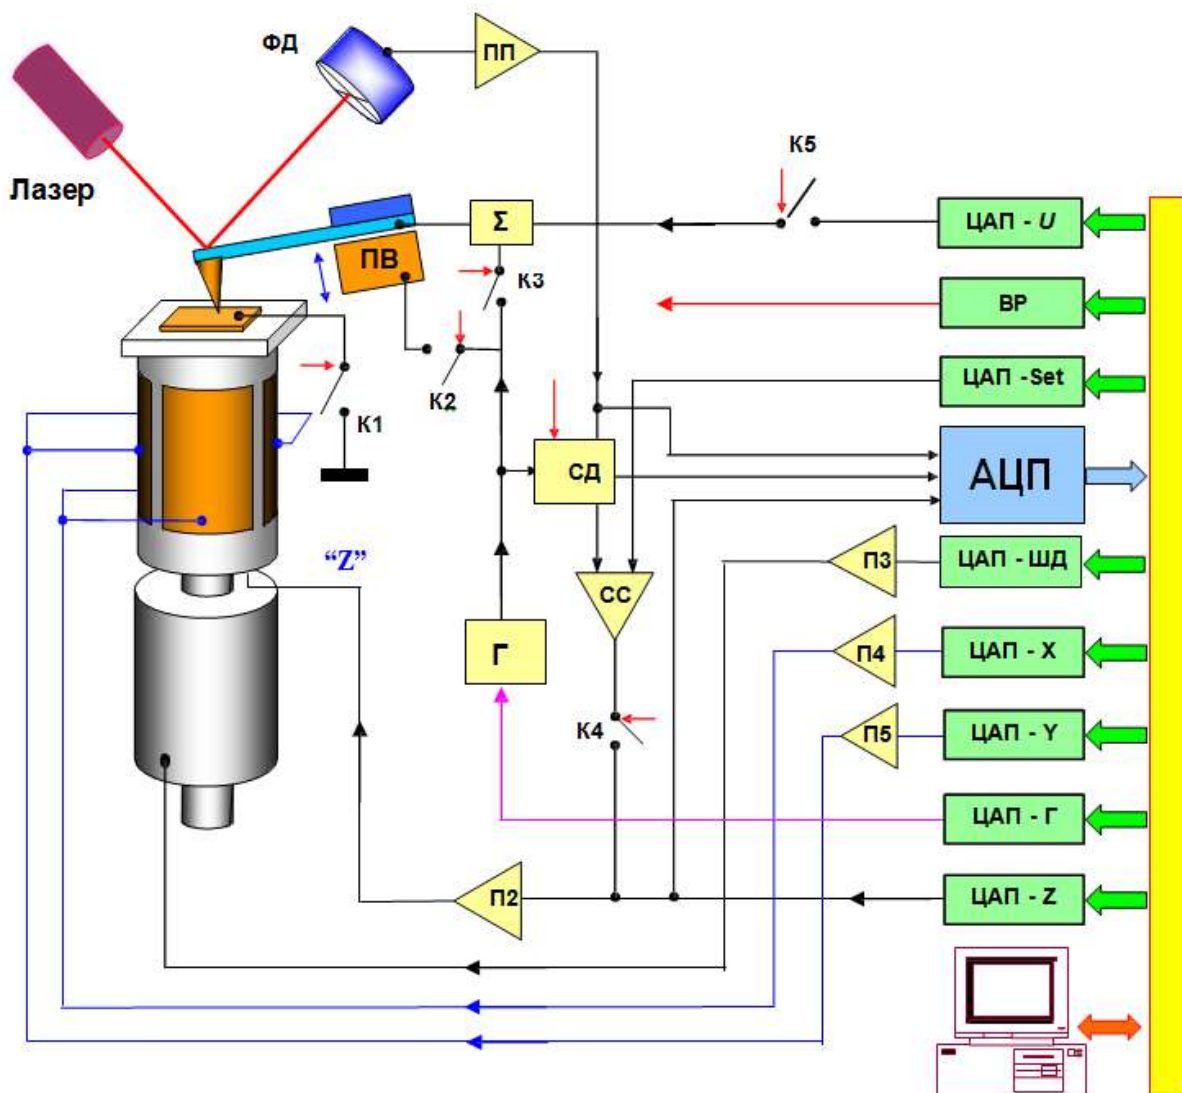 ФД
ПП
Лазер
К5
Σ
ЦАП - U
ПВ
К3
ВР
К2
ЦАП - Set
К1
СД
АЦП
"Z"
П3
ЦАП - ШД
СС
Г
П4
ЦАП - X
К4
П5
ЦАП - Y
ЦАП - Г
П2
ЦАП - Z